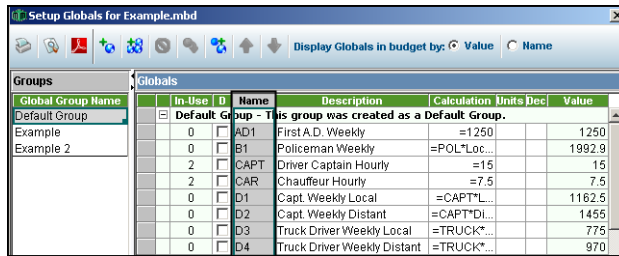 Setup Globals for Example.mbd
Display Globals in budget by: Value Name
Groups Globals
Global Group Name In-Use D Name Description Calculation Units Dec Value
Default Group Default Group - This group was created as a Default Group.
Example 0 AD1 First A.D. Weekly =1250 1250
Example 2 0 B1 Policeman Weekly =POL*Loc... 1992.9
2 CAPT Driver Captain Hourly =15 15
2 CAR Chauffeur Hourly =7.5 7.5
0 D1 Capt. Weekly Local =CAPT*L... 1162.5
0 D2 Capt. Weekly Distant =CAPT*Di... 1455
0 D3 Truck Driver Weekly Local =TRUCK*... 775
0 D4 Truck Driver Weekly Distant =TRUCK*... 970